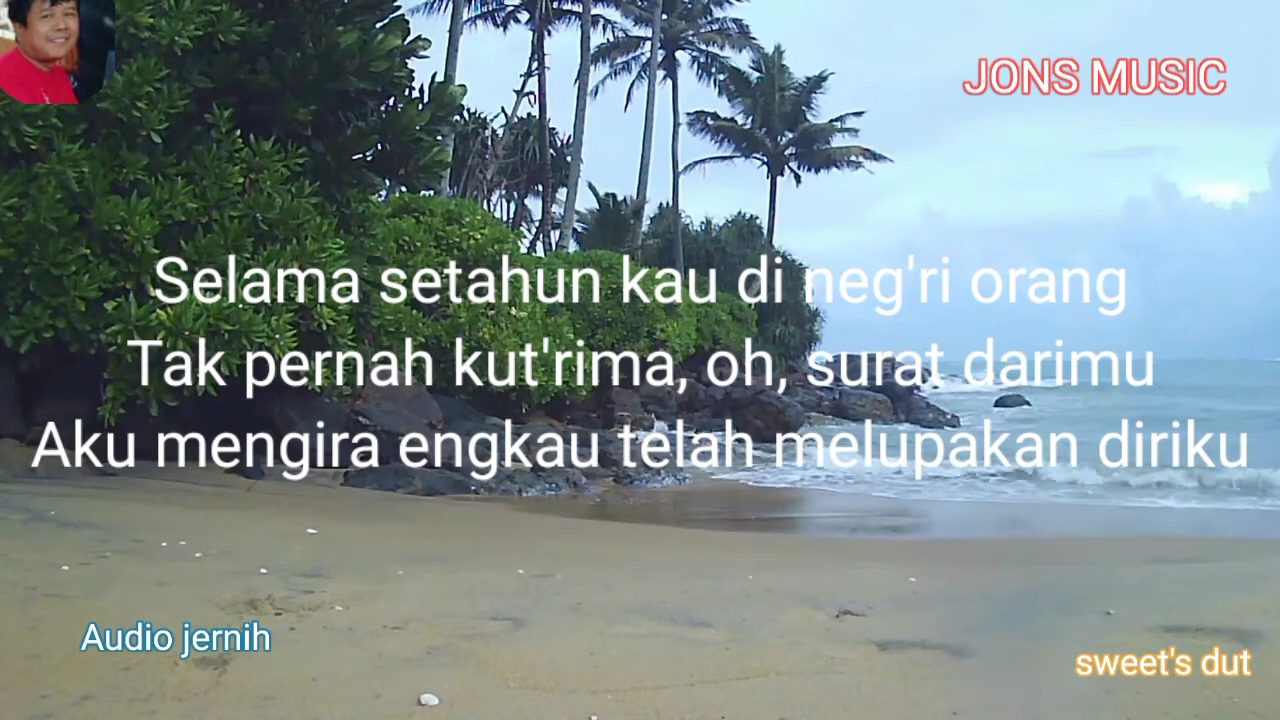 JONS MUSIC
Selama setahun kau di neg'ri orang
Tak pernah kut'rima, oh, surat darimu
Aku mengira engkau telah melupakan diriku
Audio jernih
sweet's dut